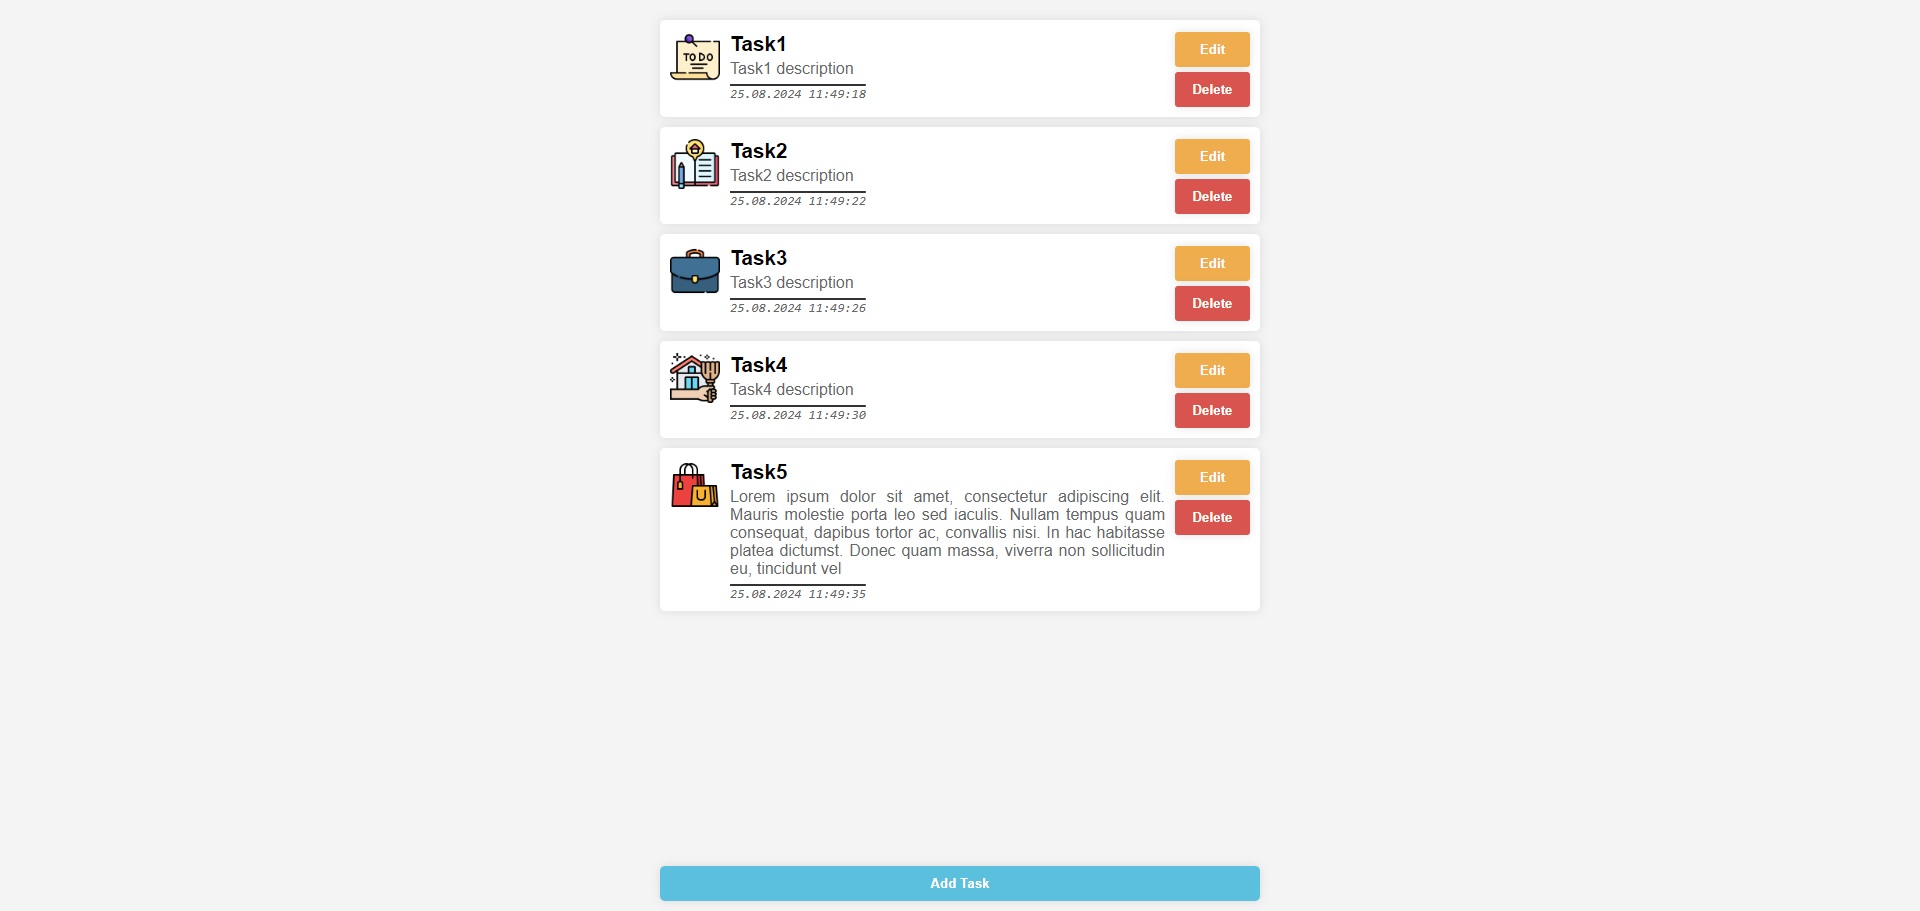 TO DO
Task1
Task1 description
25.08.2024 11:49:18
Edit
Delete
Task2
Task2 description
25.08.2024 11:49:22
Edit
Delete
Task3
Task3 description
25.08.2024 11:49:26
Edit
Delete
Task4
Task4 description
25.08.2024 11:49:30
Edit
Delete
Task5
Lorem ipsum dolor sit amet, consectetur adipiscing elit.
Mauris molestie porta leo sed iaculis. Nullam tempus quam
consequat, dapibus tortor ac, convallis nisi. In hac habitasse
platea dictumst. Donec quam massa, viverra non sollicitudin
eu, tincidunt vel
25.08.2024 11:49:35
Edit
Delete
Add Task